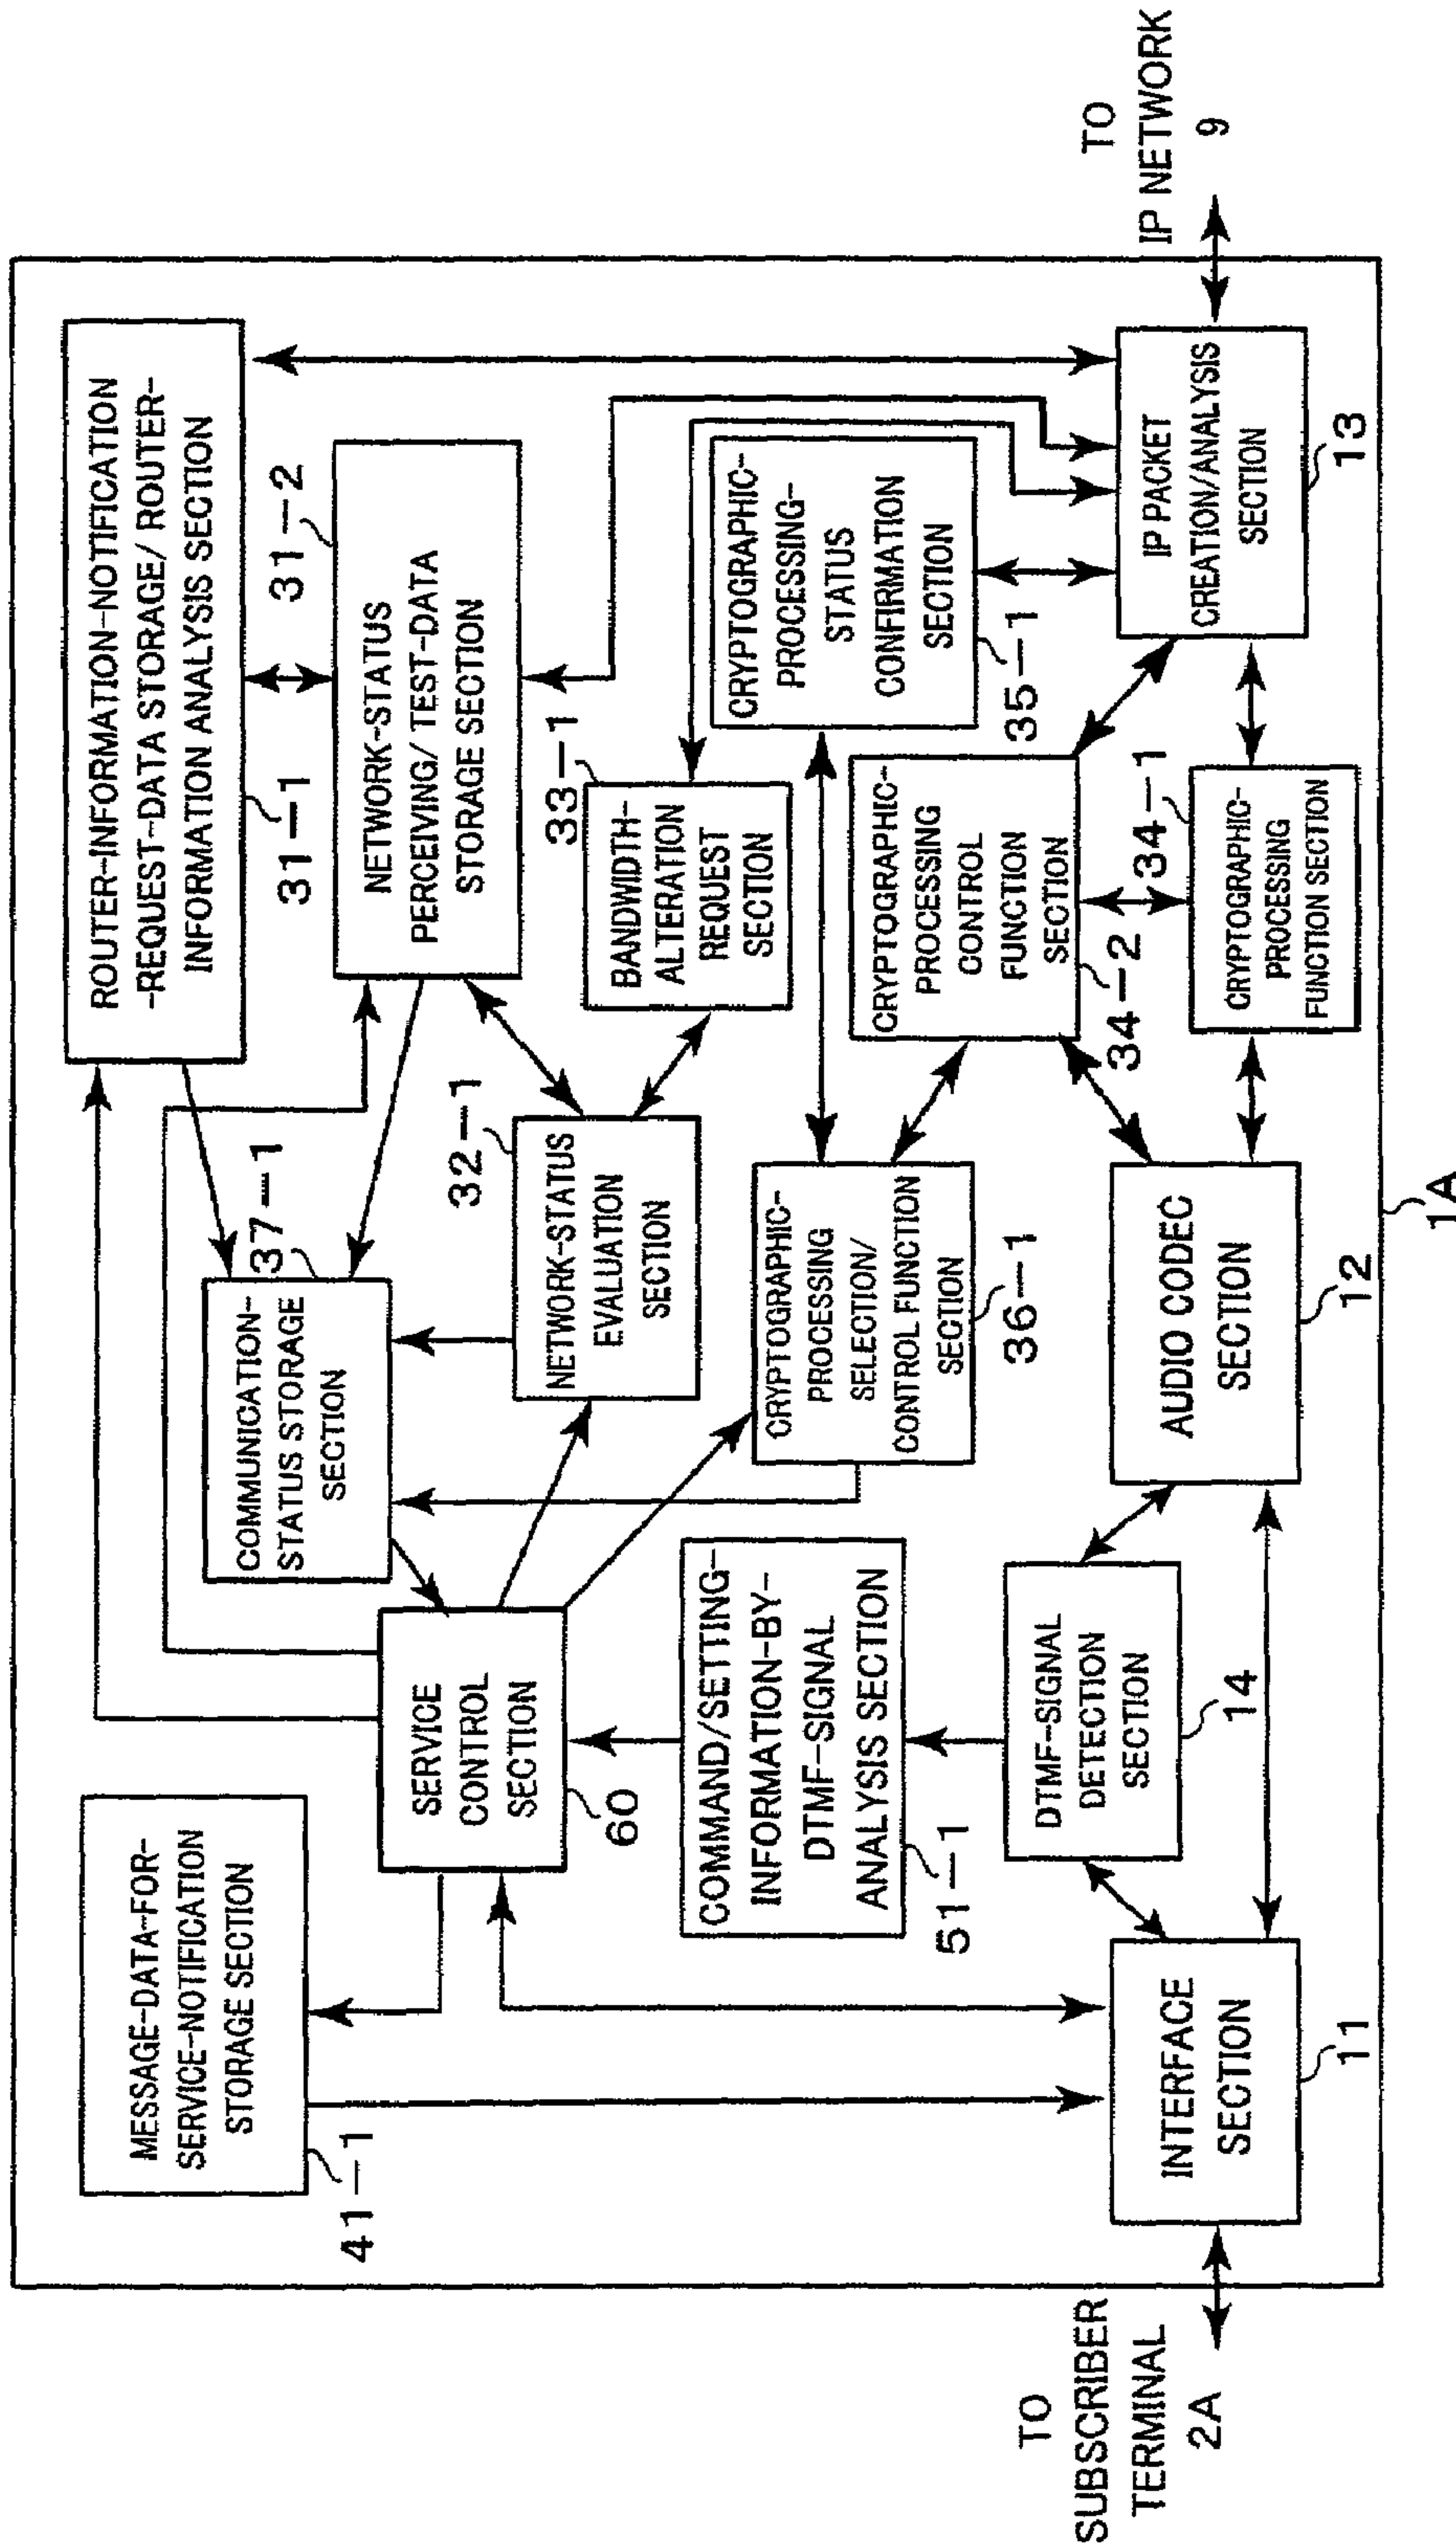 ROUTER-INFORMATION-NOTIFICATION
-REQUEST-DATA STORAGE/ ROUTER-
INFORMATION ANALYSIS SECTION
31-1
MESSAGE-DATA-FOR-
SERVICE-NOTIFICATION
STORAGE SECTION
41-1
COMMUNICATION-
STATUS STORAGE
SECTION
37-1
NETWORK-STATUS
PERCEIVING/ TEST-DATA
STORAGE SECTION
31-2
SERVICE
CONTROL
SECTION
60
NETWORK-STATUS
EVALUATION
SECTION
32-1
BANDWIDTH-
ALTERATION
REQUEST
SECTION
33-1
CRYPTOGRAPHIC-
PROCESSING-
STATUS
CONFIRMATION
SECTION
35-1
COMMAND/SETTING-
INFORMATION-BY-
DTMF-SIGNAL
ANALYSIS SECTION
51-1
CRYPTOGRAPHIC-
PROCESSING
SELECTION/
CONTROL FUNCTION
SECTION
36-1
CRYPTOGRAPHIC-
PROCESSING
CONTROL
FUNCTION
SECTION
34-2
DTMF-SIGNAL
DETECTION
SECTION
14
TO
SUBSCRIBER
TERMINAL
2A
INTERFACE
SECTION
11
AUDIO CODEC
SECTION
12
CRYPTOGRAPHIC-
PROCESSING
FUNCTION SECTION
34-1
IP PACKET
CREATION/ANALYSIS
SECTION
13
TO
IP NETWORK
9
1A